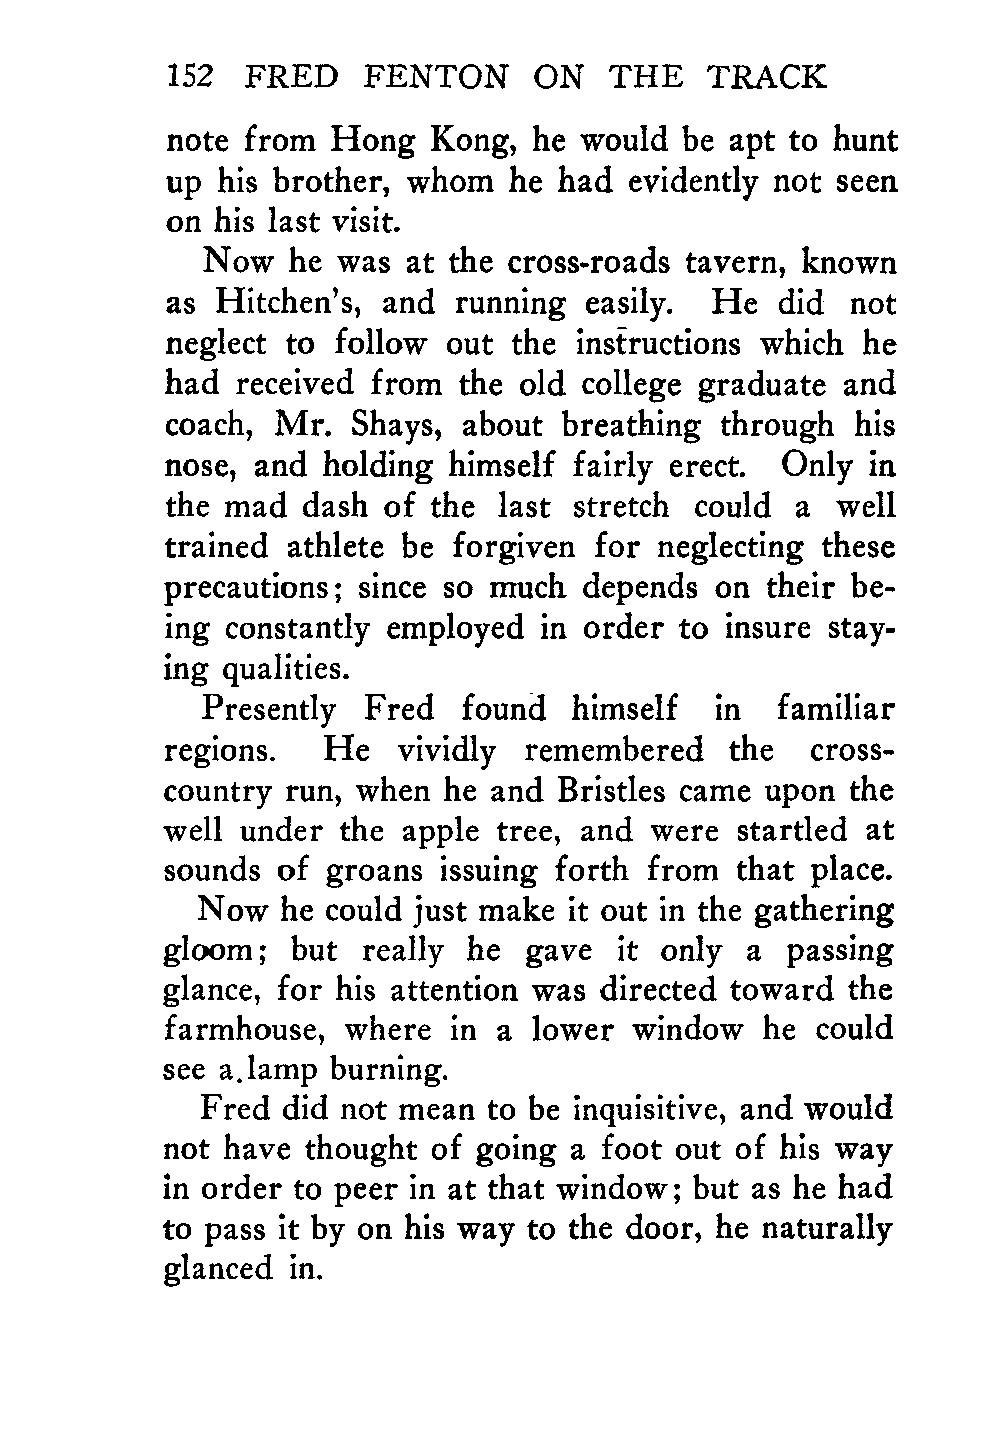 152 FRED FENTON ON THE TRACK
note from Hong Kong, he would be apt to hunt
up his brother, whom he had evidently not seen
on his last visit.
Now he was at the cross-roads tavern, known
as Hitchen's, and running easily. He did not
neglect to follow out the instructions which he
had received from the old college graduate and
coach, Mr. Shays, about breathing through his
nose, and holding himself fairly erect. Only in
the mad dash of the last stretch could a well
trained athlete be forgiven for neglecting these
precautions; since so much depends on their be-
ing constantly employed in order to insure stay-
ing qualities.
Presently Fred found himself in familiar
regions. He vividly remembered the cross-
country run, when he and Bristles came upon the
well under the apple tree, and were startled at
sounds of groans issuing forth from that place.
Now he could just make it out in the gathering
gloom; but really he gave it only a passing
glance, for his attention was directed toward the
farmhouse, where in a lower window he could
see a.lamp burning.
Fred did not mean to be inquisitive, and would
not have thought of going a foot out of his way
in order to peer in at that window; but as he had
to pass it by on his way to the door, he naturally
glanced in.